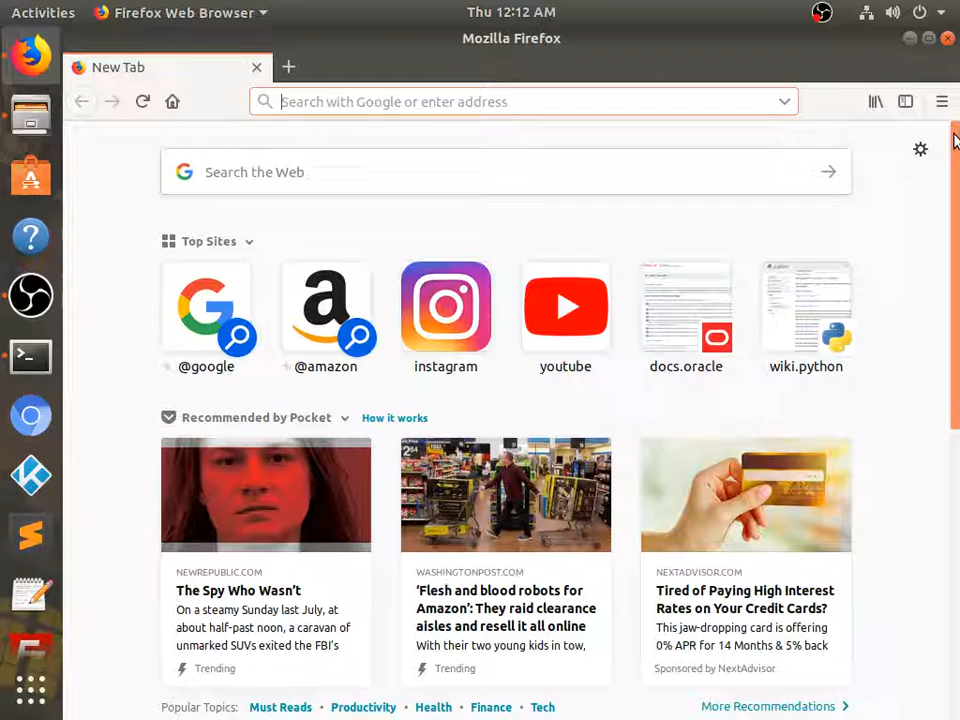 Activities
Firefox Web Browser
Thu 12:12 AM
Mozilla Firefox
New Tab
Search with Google or enter address
Search the Web
Top Sites
@google
@amazon
instagram
youtube
docs.oracle
wiki.python
Recommended by Pocket
How it works
NEWREPUBLIC.COM
The Spy Who Wasn't
On a steamy Sunday last July, at
about half-past noon, a caravan of
unmarked SUVs exited the FBI's
Trending
WASHINGTONPOST.COM
'Flesh and blood robots for
Amazon': They raid clearance
aisles and resell it all online
With their two young kids in tow,
Trending
NEXTADVISOR.COM
Tired of Paying High Interest
Rates on Your Credit Cards?
This jaw-dropping card is offering
0% APR for 14 Months & 5% back
Sponsored by NextAdvisor
Popular Topics: Must Reads • Productivity • Health • Finance • Tech
More Recommendations